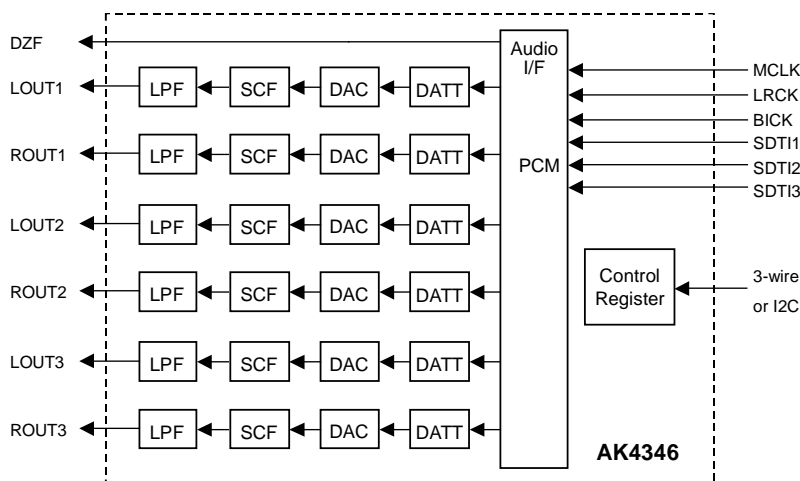 DZF
Audio
I/F
MCLK
LOUT1
LPF
SCF
DAC
DATT
LRCK
BICK
SDTI1
ROUT1
LPF
SCF
DAC
DATT
PCM
SDTI2
SDTI3
LOUT2
LPF
SCF
DAC
DATT
ROUT2
LPF
SCF
DAC
DATT
Control
Register
3-wire
or I2C
LOUT3
LPF
SCF
DAC
DATT
ROUT3
LPF
SCF
DAC
DATT
AK4346